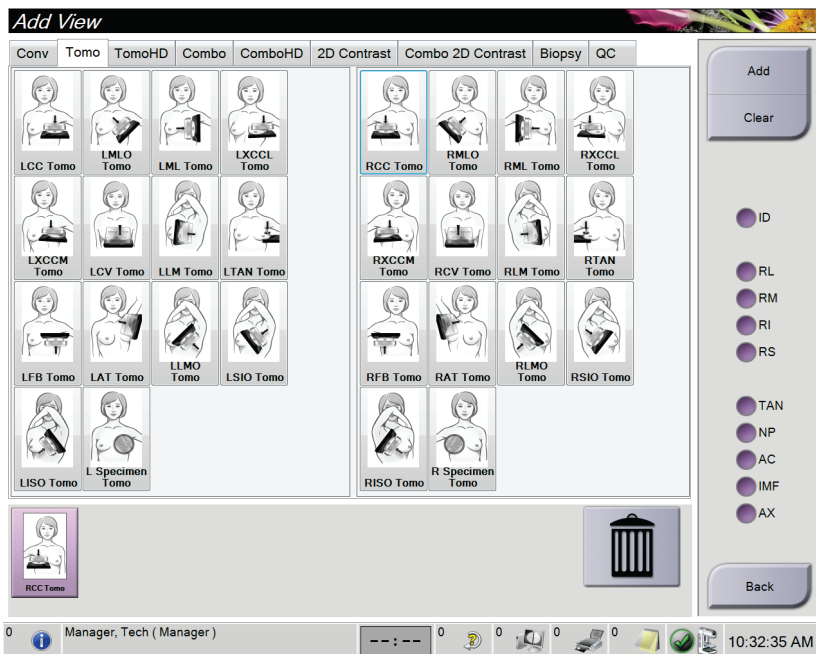 Add View
Conv Tomo TomoHD Combo ComboHD 2D Contrast Combo 2D Contrast Biopsy QC
LCC Tomo
LMLO
Tomo
LML Tomo
LXCCL
Tomo
RCC Tomo
RMLO
Tomo
RML Tomo
RXCCL
Tomo
LXCCM
Tomo
LCV Tomo
LLM Tomo
LTAN Tomo
RXCCM
Tomo
RCV Tomo
RLM Tomo
RTAN
Tomo
LFB Tomo
LAT Tomo
LLMO
Tomo
LSIO Tomo
RFB Tomo
RAT Tomo
RLMO
Tomo
RSIO Tomo
LISO Tomo
L Specimen
Tomo
RISO Tomo
R Specimen
Tomo
RCC Tomo
Add
Clear
ID
RL
RM
RI
RS
TAN
NP
AC
IMF
AX
Back
0 Manager, Tech ( Manager ) --:-- 0 0 0 0 10:32:35 AM